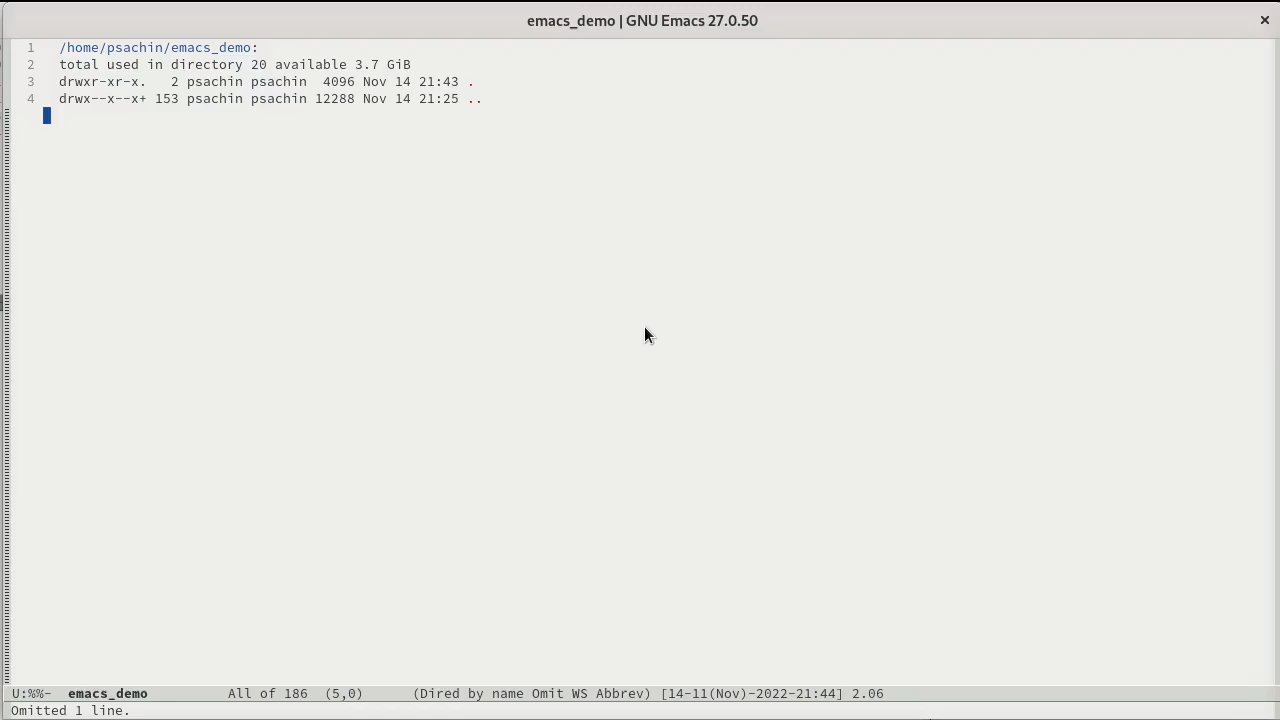 emacs_demo | GNU Emacs 27.0.50 ×
1 /home/psachin/emacs_demo:
2 total used in directory 20 available 3.7 GiB
3 drwxr-xr-x.   2 psachin psachin  4096 Nov 14 21:43 .
4 drwx--x--x+ 153 psachin psachin 12288 Nov 14 21:25 ..
U:%%-  emacs_demo          All of 186  (5,0)      (Dired by name Omit WS Abbrev) [14-11(Nov)-2022-21:44] 2.06
Omitted 1 line.